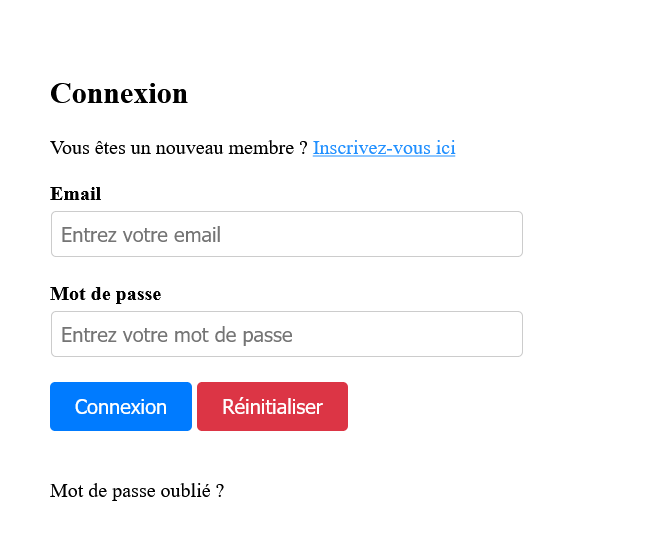 Connexion
Vous êtes un nouveau membre ? Inscrivez-vous ici
Email
Entrez votre email
Mot de passe
Entrez votre mot de passe
Connexion Réinitialiser
Mot de passe oublié ?